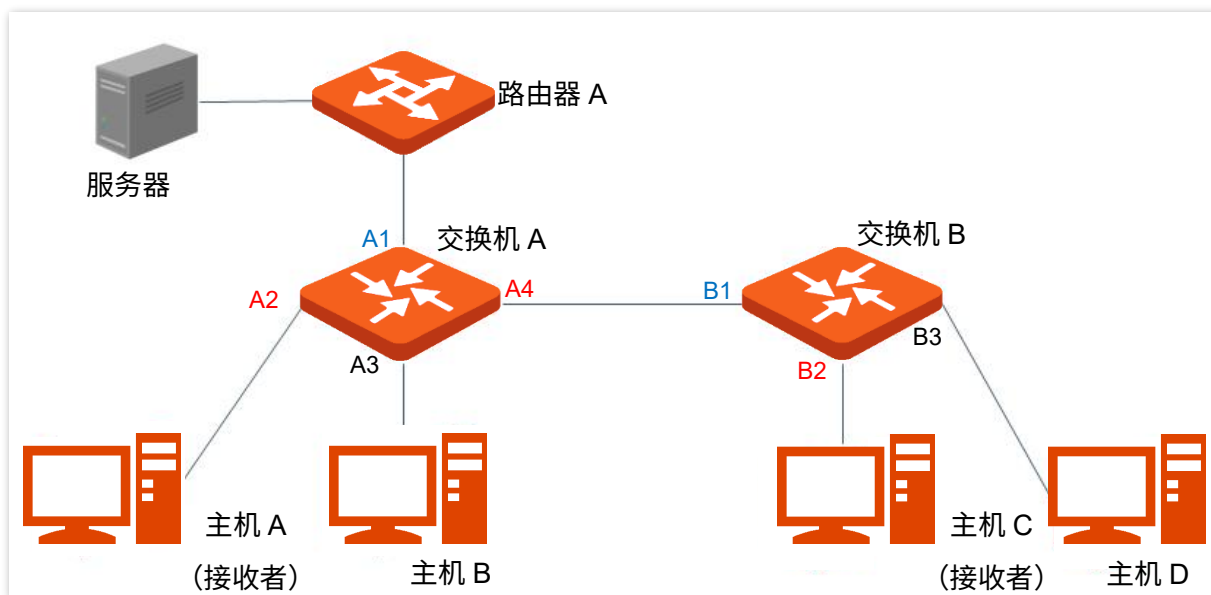 路由器 A
服务器
A1
交换机 A
交换机 B
A2
A4
B1
A3
B3
B2
主机 A
(接收者)
主机 B
主机 C
(接收者)
主机 D